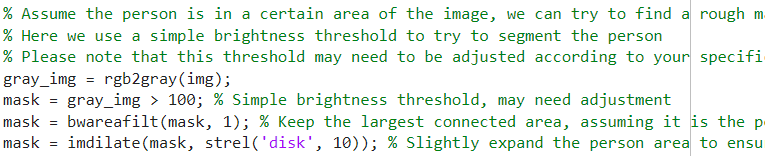 % Assume the person is in a certain area of the image, we can try to find a rough
% Here we use a simple brightness threshold to try to segment the person
% Please note that this threshold may need to be adjusted according to your
gray_img = rgb2gray(img);
mask = gray_img > 100; % Simple brightness threshold, may need adjustment
mask = bwareafilt(mask, 1); % Keep the largest connected area, assuming it is the
mask = imdilate(mask, strel('disk', 10)); % Slightly expand the person area to